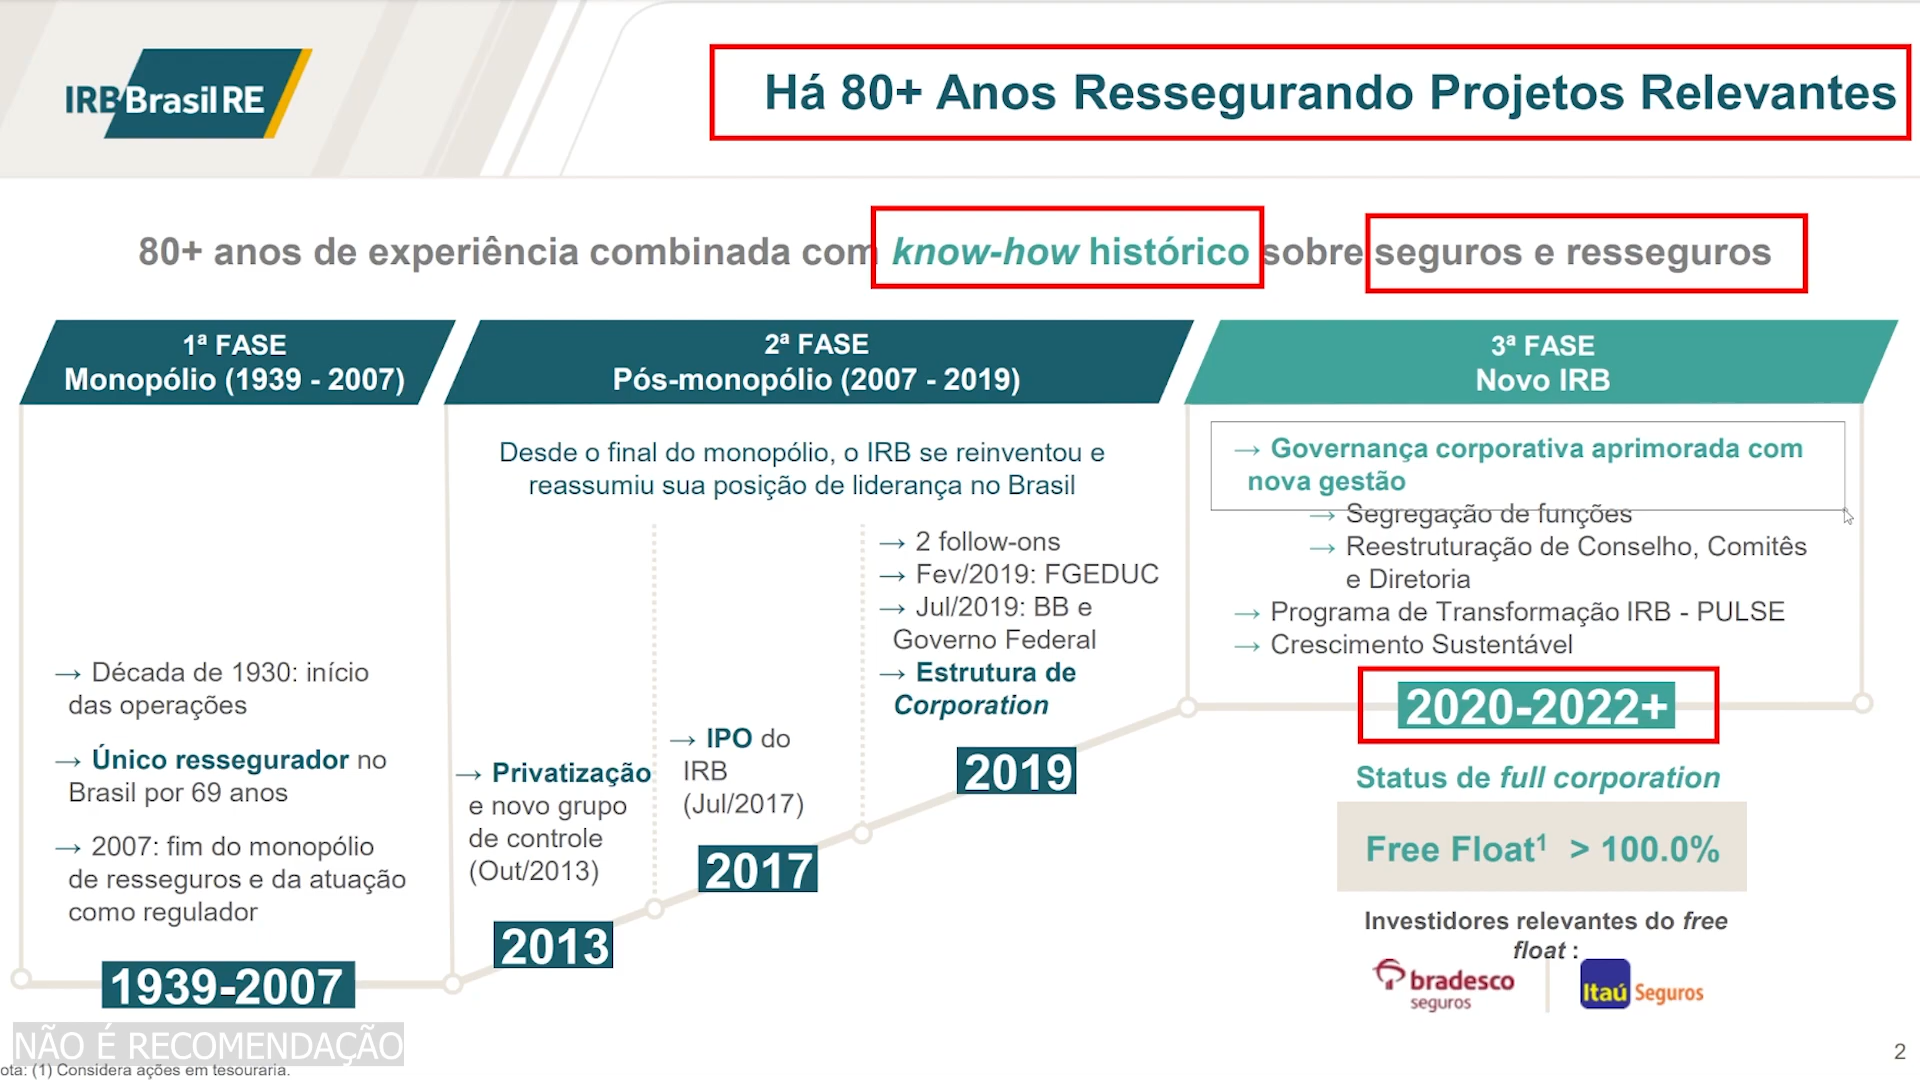 IRB Brasil RE
Há 80+ Anos Ressegurando Projetos Relevantes
80+ anos de experiência combinada com know-how histórico sobre seguros e resseguros
1ª FASE
Monopólio (1939 - 2007)
→ Década de 1930: início
das operações
→ Único ressegurador no
Brasil por 69 anos
→ 2007: fim do monopólio
de resseguros e da atuação
como regulador
1939-2007
2ª FASE
Pós-monopólio (2007 - 2019)
Desde o final do monopólio, o IRB se reinventou e
reassumiu sua posição de liderança no Brasil
→ Privatização
e novo grupo
de controle
(Out/2013)
2013
→ IPO do
IRB
(Jul/2017)
2017
→ 2 follow-ons
→ Fev/2019: FGEDUC
→ Jul/2019: BB e
Governo Federal
→ Estrutura de
Corporation
2019
3ª FASE
Novo IRB
→ Governança corporativa aprimorada com
nova gestão
→ Segregação de funções
→ Reestruturação de Conselho, Comitês
e Diretoria
→ Programa de Transformação IRB - PULSE
→ Crescimento Sustentável
2020-2022+
Status de full corporation
Free Float¹ > 100.0%
Investidores relevantes do free
float :
bradesco
seguros
Itaú Seguros
NÃO É RECOMENDAÇÃO
ota: (1) Considera ações em tesouraria.
2